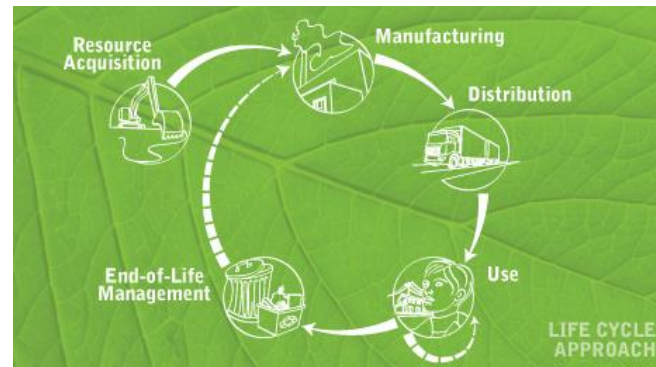 Resource
Acquisition
Manufacturing
Distribution
Use
End-of-Life
Management
LIFE CYCLE
APPROACH